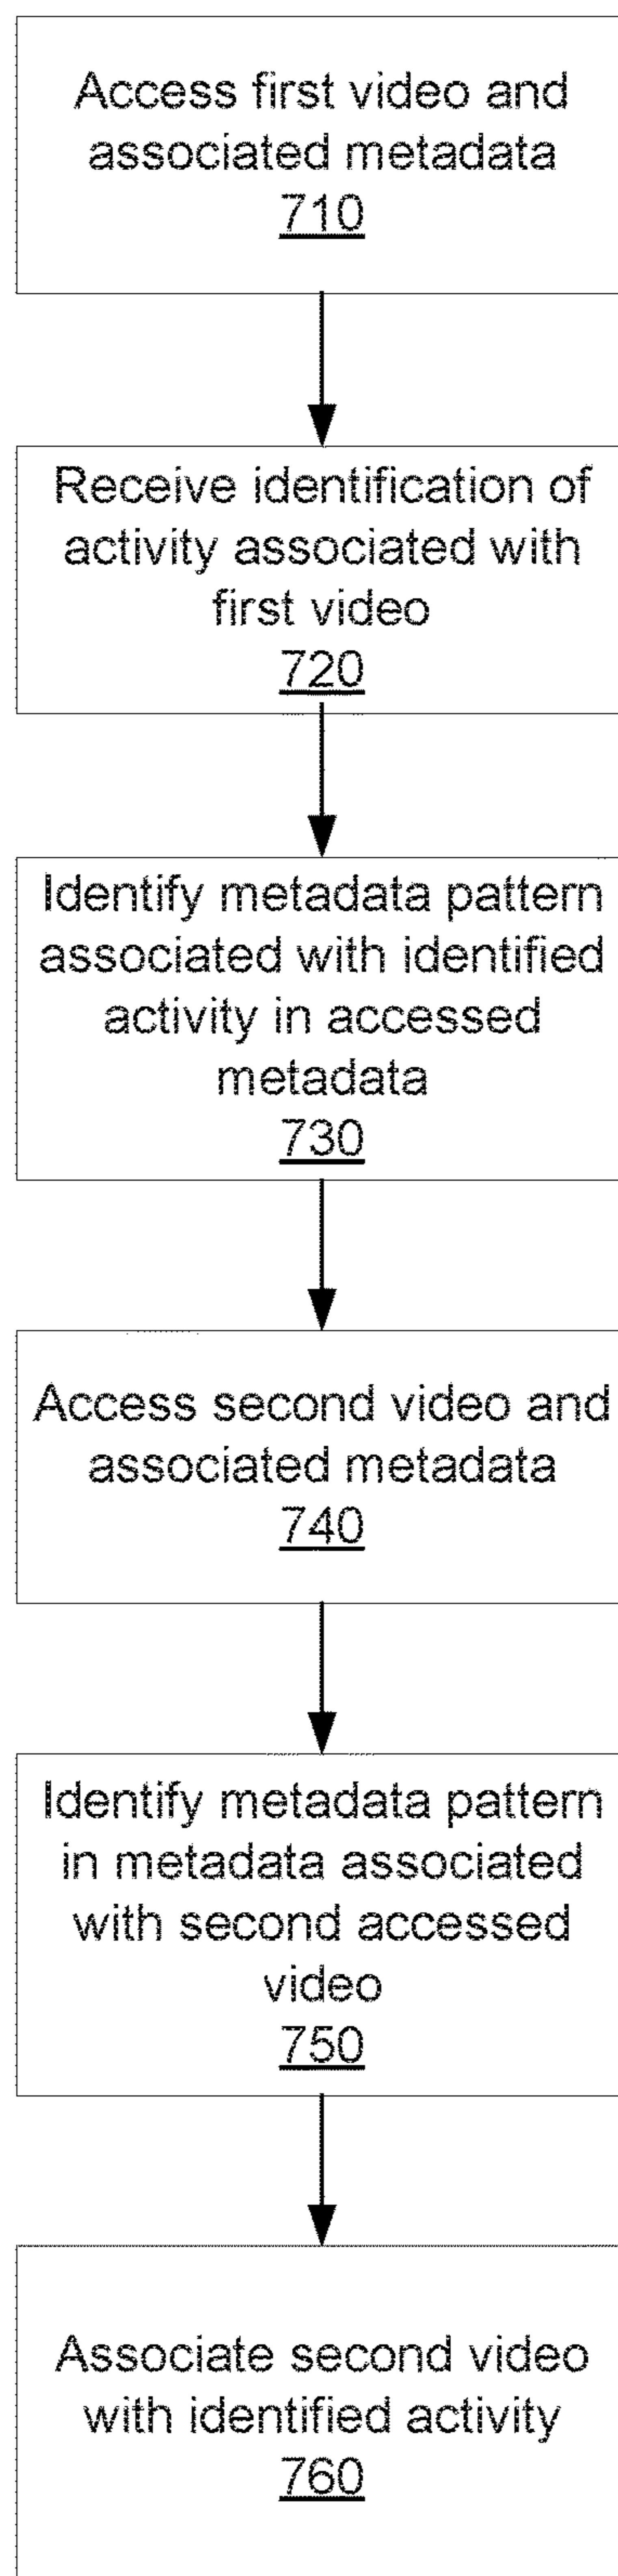 Access first video and
associated metadata
710
Receive identification of
activity associated with
first video
720
Identify metadata pattern
associated with identified
activity in accessed
metadata
730
Access second video and
associated metadata
740
Identify metadata pattern
in metadata associated
with second accessed
video
750
Associate second video
with identified activity
760